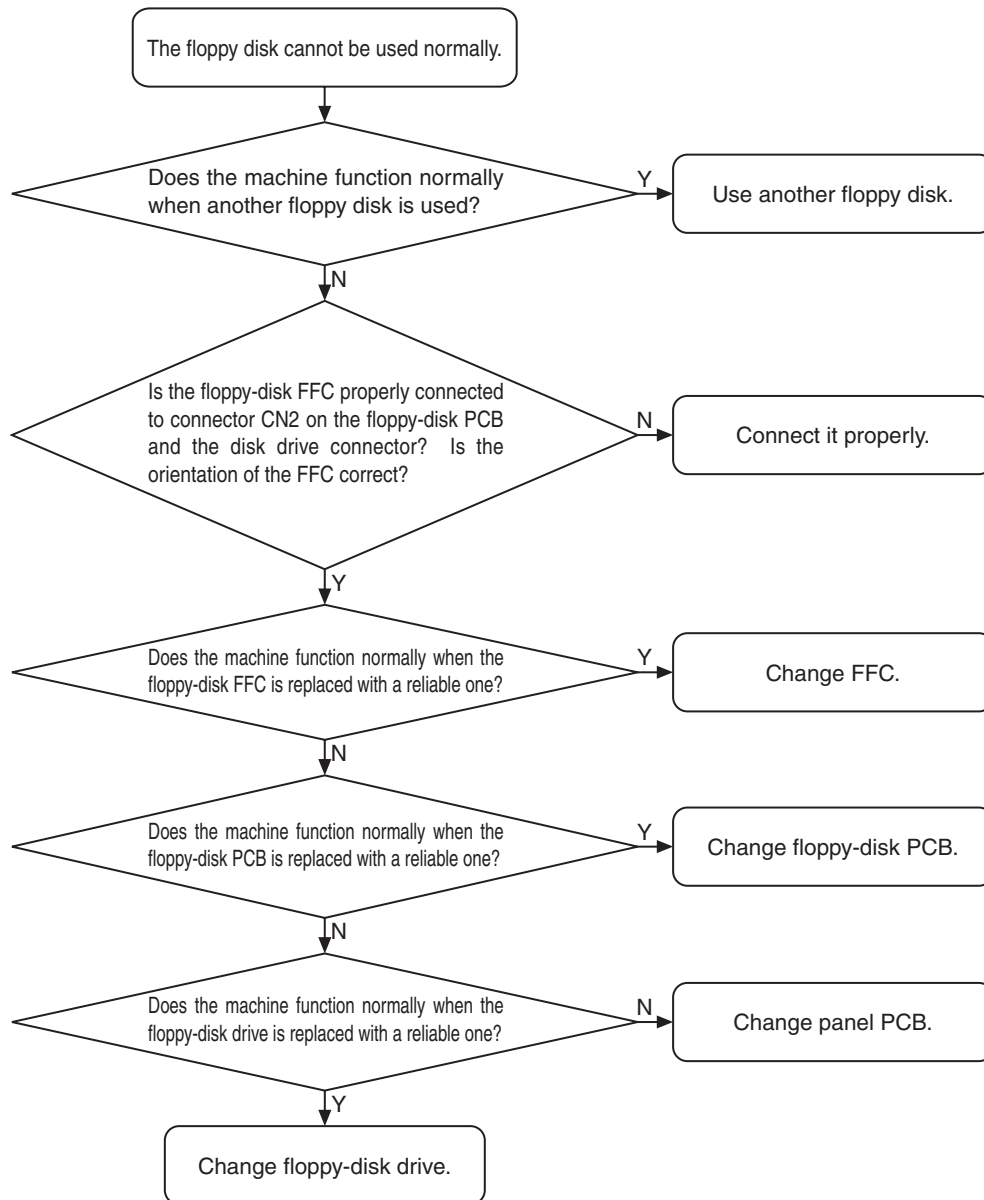 The floppy disk cannot be used normally.
Does the machine function normally
when another floppy disk is used?
Y
Use another floppy disk.
N
Is the floppy-disk FFC properly connected
to connector CN2 on the floppy-disk PCB
and the disk drive connector? Is the
orientation of the FFC correct?
N
Connect it properly.
Y
Does the machine function normally when the
floppy-disk FFC is replaced with a reliable one?
Y
Change FFC.
N
Does the machine function normally when the
floppy-disk PCB is replaced with a reliable one?
Y
Change floppy-disk PCB.
N
Does the machine function normally when the
floppy-disk drive is replaced with a reliable one?
N
Change panel PCB.
Y
Change floppy-disk drive.